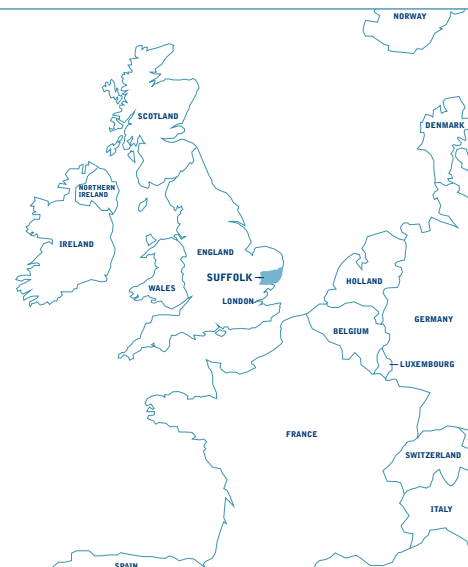 NORWAY
SCOTLAND
DENMARK
NORTHERN
IRELAND
IRELAND
ENGLAND
SUFFOLK
HOLLAND
WALES
LONDON
GERMANY
BELGIUM
LUXEMBOURG
FRANCE
SWITZERLAND
ITALY
SPAIN